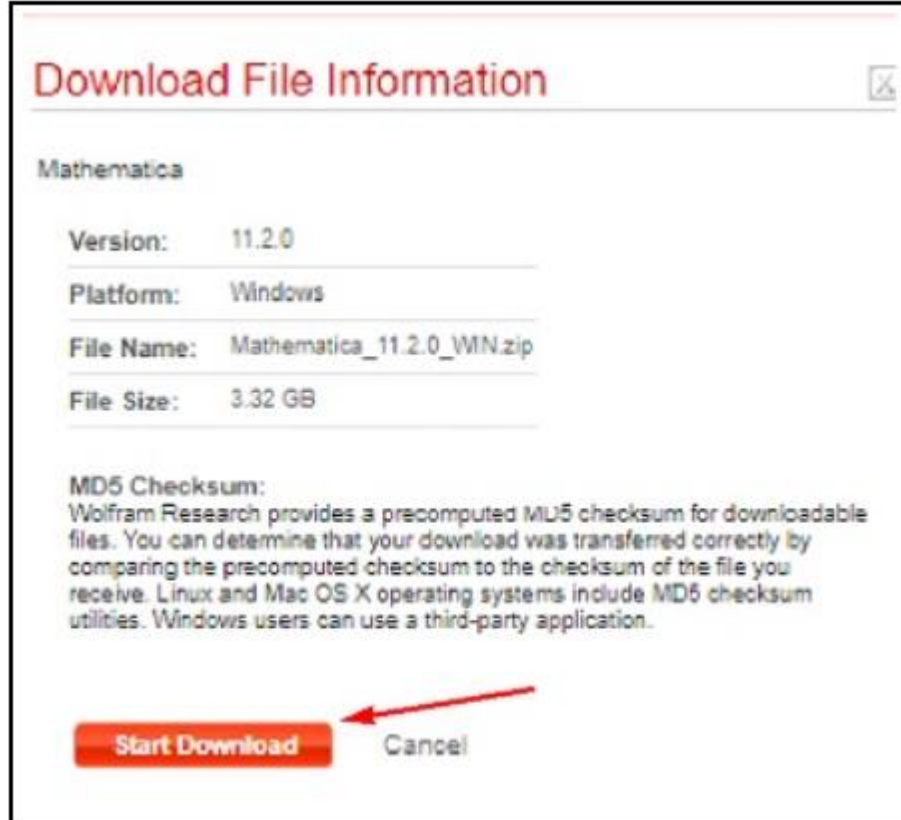 Download File Information
Mathematica
Version: 11.2.0
Platform: Windows
File Name: Mathematica_11.2.0_WIN.zip
File Size: 3.32 GB
MD5 Checksum:
Wolfram Research provides a precomputed MD5 checksum for downloadable
files. You can determine that your download was transferred correctly by
comparing the precomputed checksum to the checksum of the file you
receive. Linux and Mac OS X operating systems include MD5 checksum
utilities. Windows users can use a third-party application.
Start Download Cancel